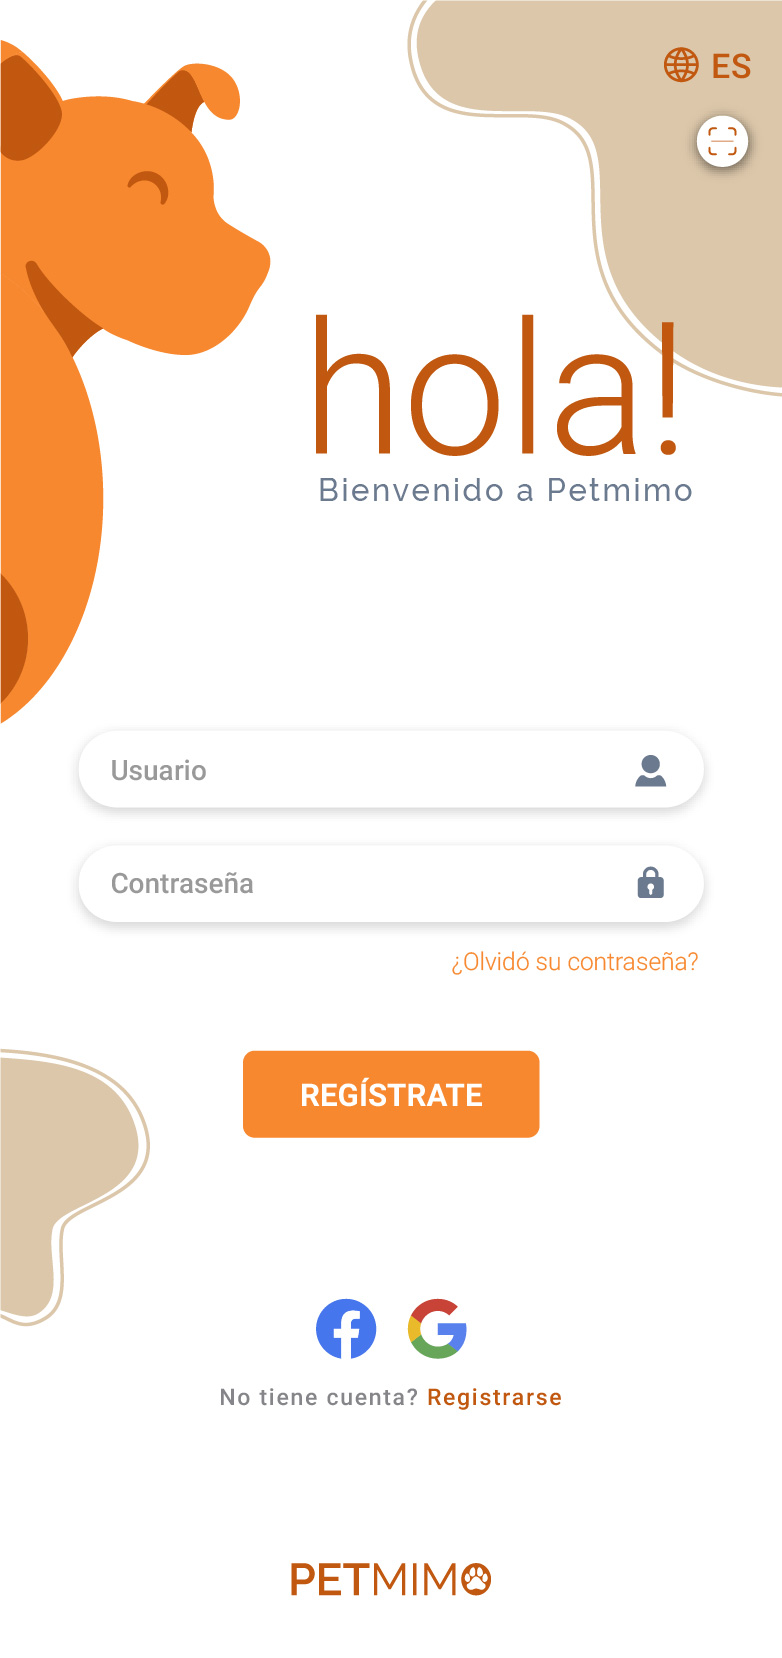 ES
hola!
Bienvenido a Petmimo
Usuario
Contraseña
¿Olvidó su contraseña?
REGÍSTRATE
No tiene cuenta? Registrarse
PETMIMO